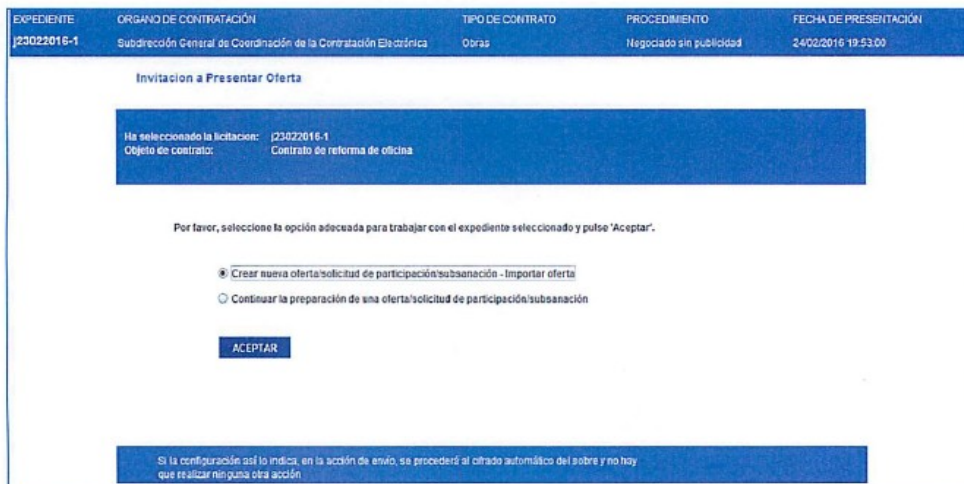 EXPEDIENTE ORGANO DE CONTRATACIÓN TIPO DE CONTRATO PROCEDIMIENTO FECHA DE PRESENTACIÓN
j23022016-1 Subdirección General de Coordinación de la Contratación Electrónica Obras Negociado sin publicidad 24/02/2016 19:53:00
Invitacion a Presentar Oferta
Ha seleccionado la licitacion: j23022016-1
Objeto de contrato: Contrato de reforma de oficina
Por favor, seleccione la opción adecuada para trabajar con el expediente seleccionado y pulse 'Aceptar'.
Crear nueva oferta/solicitud de participación/subsanación - Importar oferta
Continuar la preparación de una oferta/solicitud de participación/subsanación
ACEPTAR
Si la configuración así lo indica, en la acción de envío, se procederá al cifrado automático del sobre y no hay
que realizar ninguna otra acción